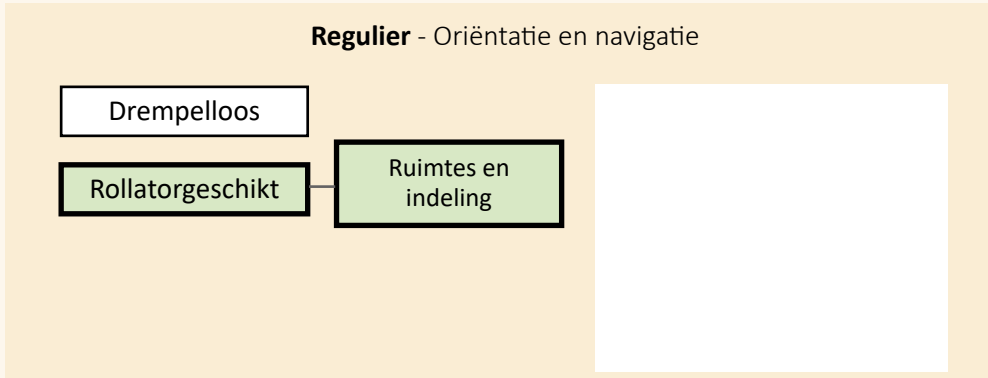 Regulier - Oriëntatie en navigatie
Drempelloos
Rollatorgeschikt
Ruimtes en
indeling